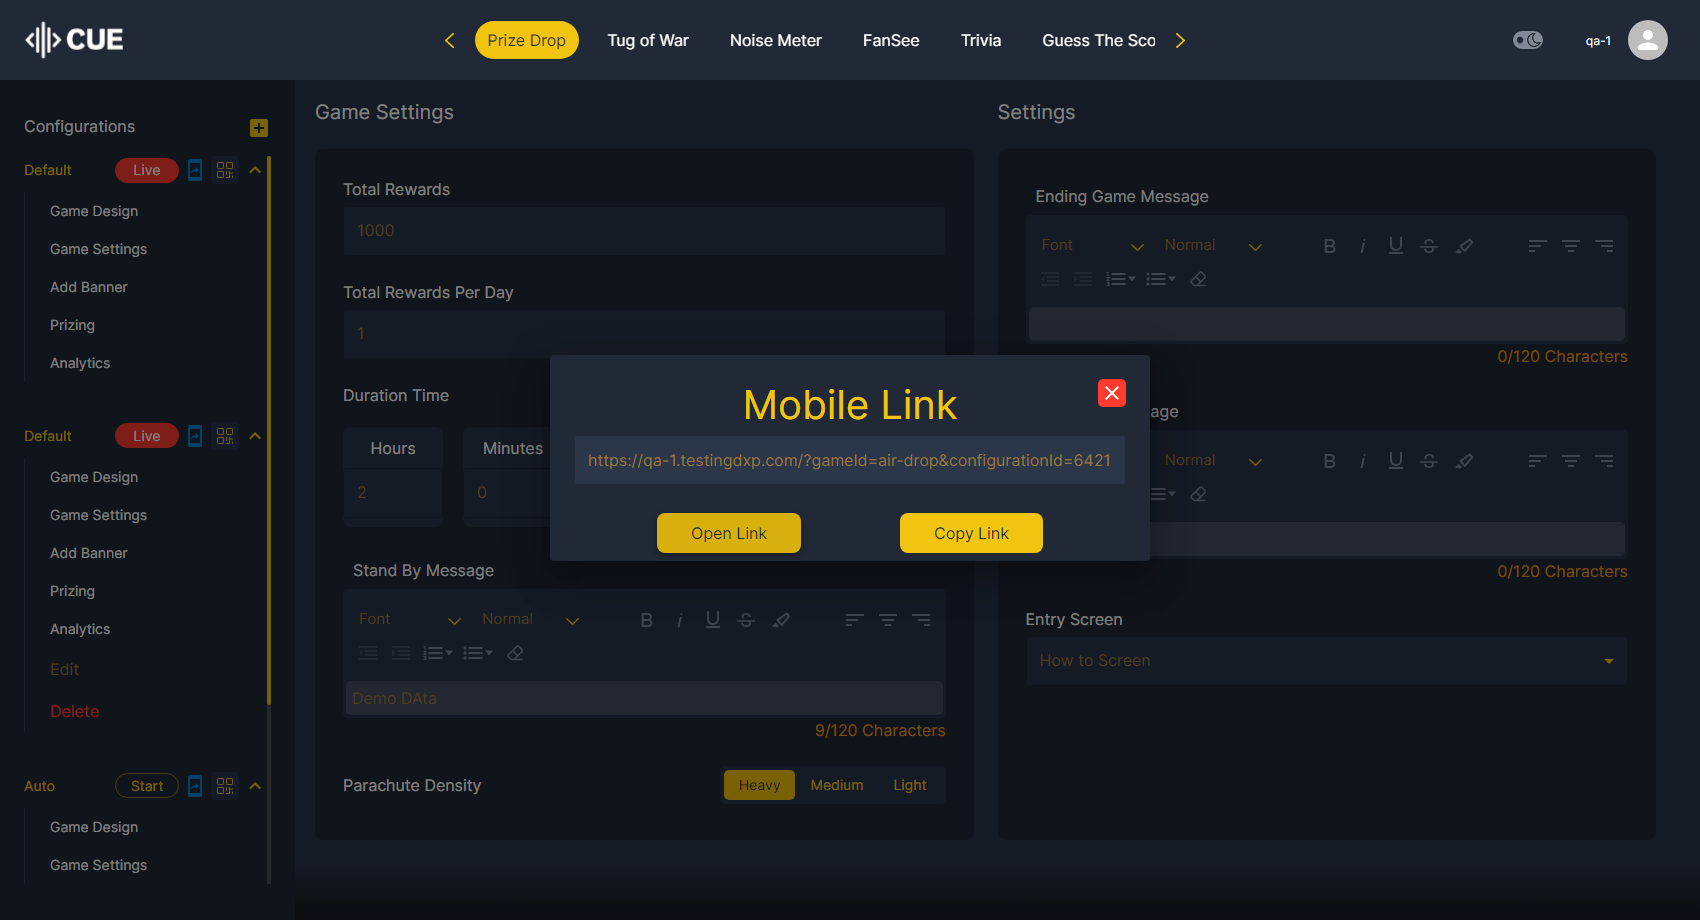 CUE
Prize Drop
Tug of War
Noise Meter
FanSee
Trivia
Guess The Sco
qa-1
Configurations
Default
Live
Game Design
Game Settings
Add Banner
Prizing
Analytics
Default
Live
Game Design
Game Settings
Add Banner
Prizing
Analytics
Edit
Delete
Auto
Start
Game Design
Game Settings
Game Settings
Total Rewards
1000
Total Rewards Per Day
1
Duration Time
Hours
Minutes
2
0
Stand By Message
Font
Normal
Demo DAta
9/120 Characters
Parachute Density
Heavy
Medium
Light
Settings
Ending Game Message
Font
Normal
0/120 Characters
age
Normal
0/120 Characters
Entry Screen
How to Screen
Mobile Link
https://qa-1.testingdxp.com/?gameId=air-drop&configurationId=6421
Open Link
Copy Link